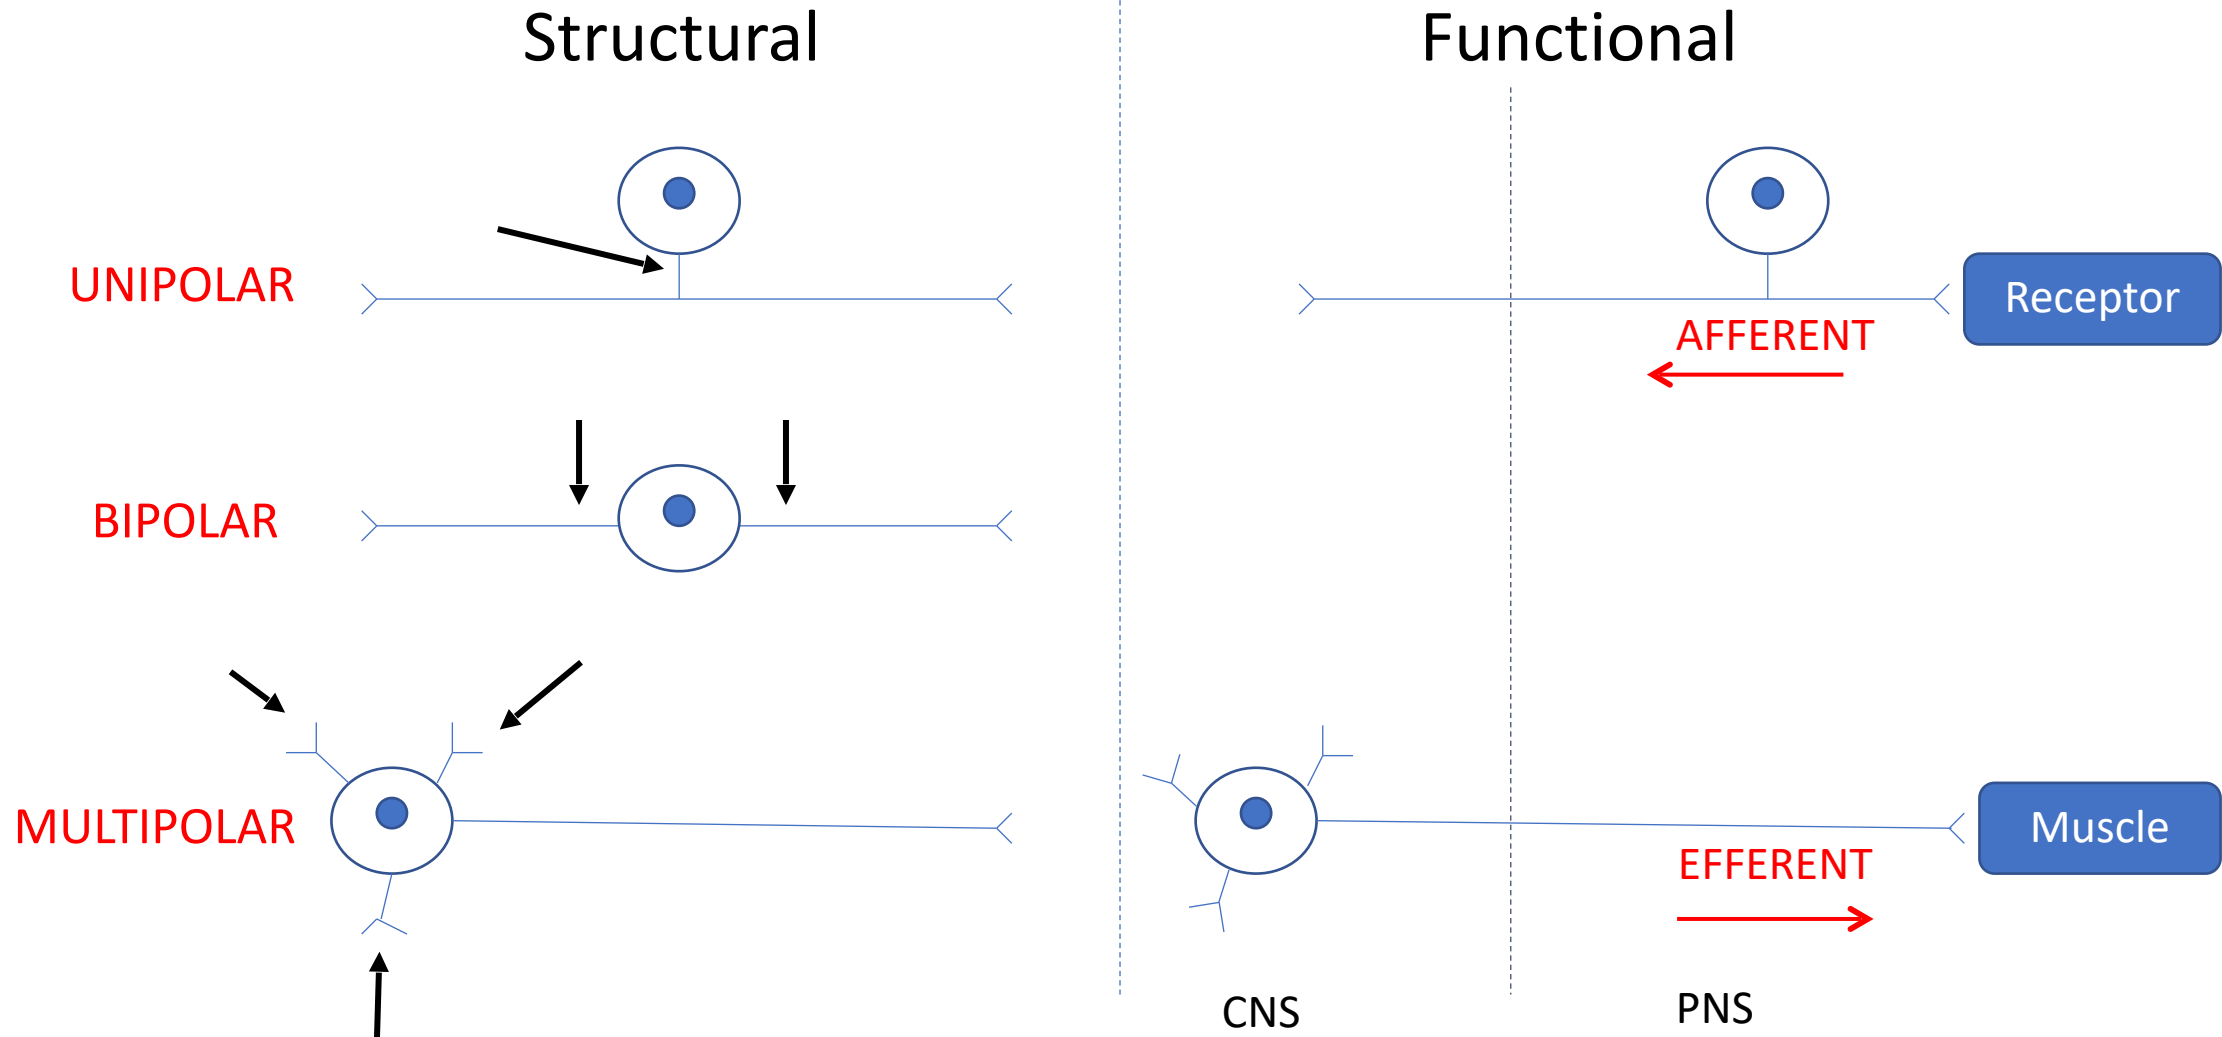 Structural
Functional
UNIPOLAR
Receptor
AFFERENT
BIPOLAR
MULTIPOLAR
Muscle
EFFERENT
CNS
PNS